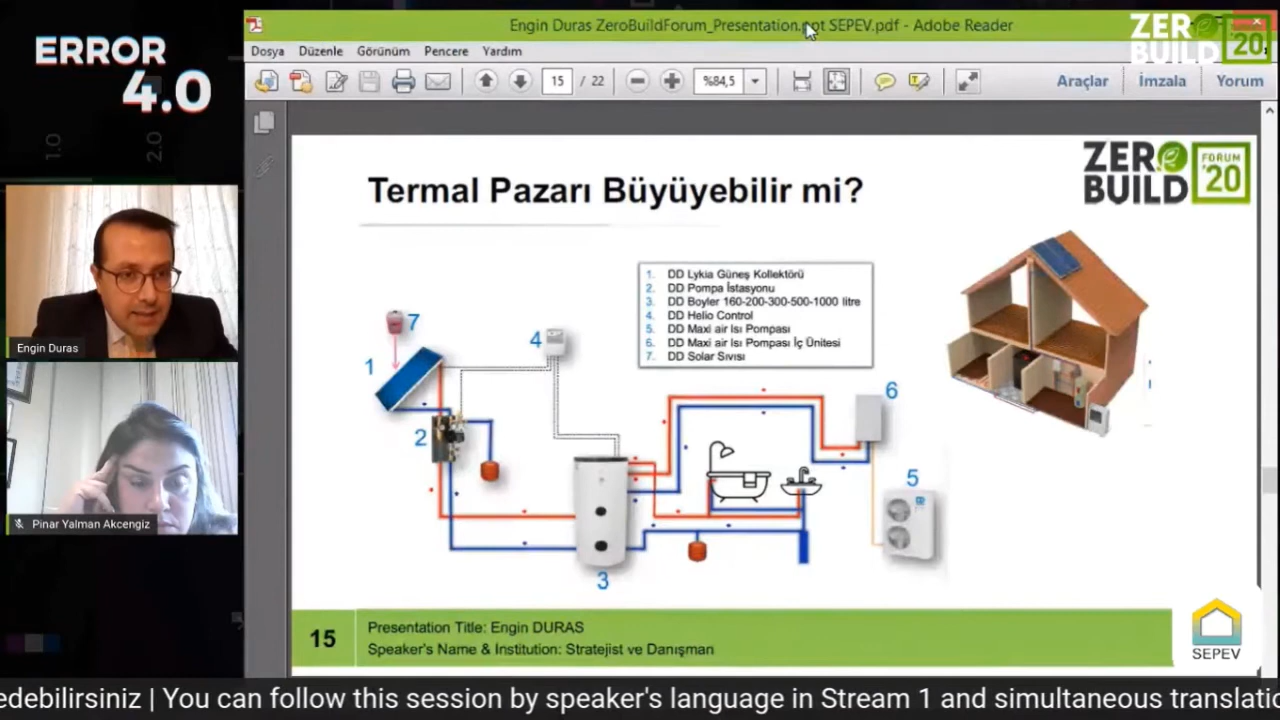 ERROR
4.0
1.0
2.0
Engin Duras ZeroBuildForum_Presentation.ppt SEPEV.pdf - Adobe Reader
ZERO
BUILD
'20
Dosya Düzenle Görünüm Pencere Yardım
15 / 22 %84,5 Araçlar İmzala Yorum
ZERO
BUILD
FORUM
'20
Termal Pazarı Büyüyebilir mi?
1. DD Lykia Güneş Kollektörü
2. DD Pompa İstasyonu
3. DD Boyler 160-200-300-500-1000 litre
4. DD Helio Control
5. DD Maxi air Isı Pompası
6. DD Maxi air Isı Pompası İç Ünitesi
7. DD Solar Sıvısı
7
4
1
6
2
5
3
Engin Duras
Pinar Yalman Akcengiz
15
Presentation Title: Engin DURAS
Speaker's Name & Institution: Stratejist ve Danışman
SEPEV
edebilirsiniz | You can follow this session by speaker's language in Stream 1 and simultaneous translatio